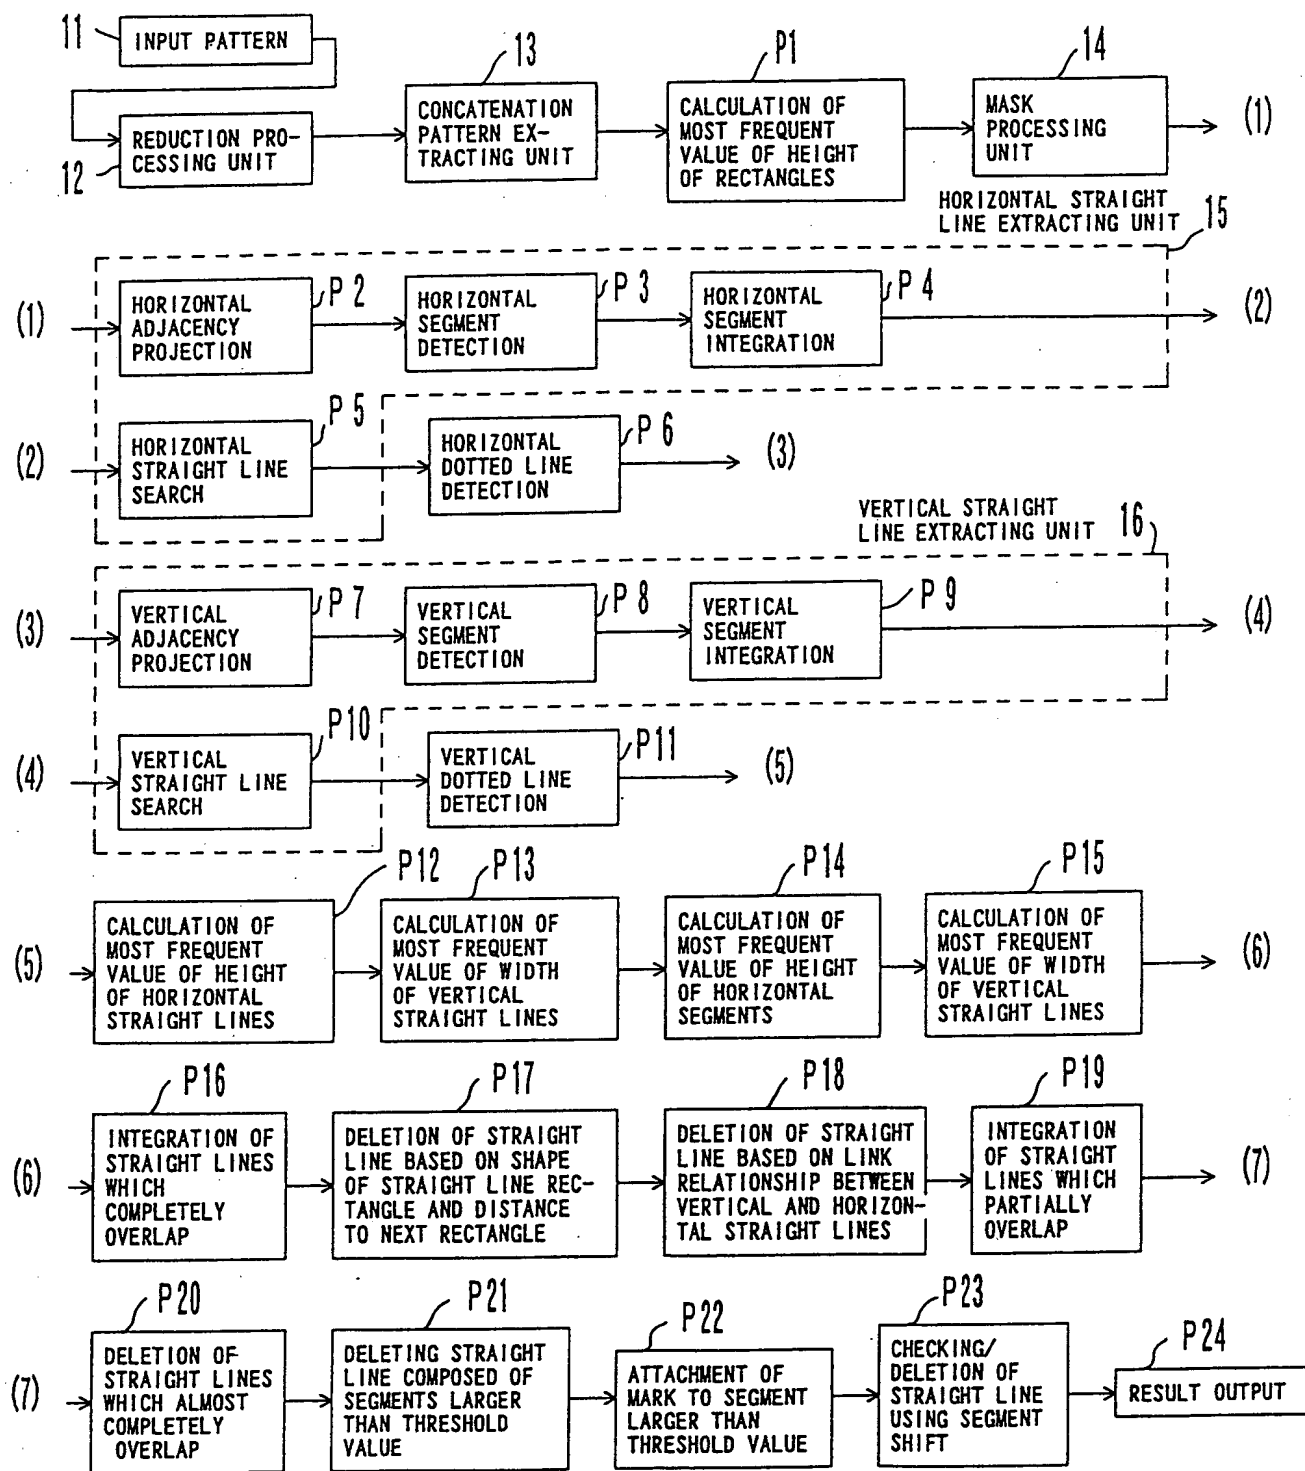 11
INPUT PATTERN
12
REDUCTION PRO-
CESSING UNIT
13
CONCATENATION
PATTERN EX-
TRACTING UNIT
P1
CALCULATION OF
MOST FREQUENT
VALUE OF HEIGHT
OF RECTANGLES
14
MASK
PROCESSING
UNIT
(1)
HORIZONTAL STRAIGHT
LINE EXTRACTING UNIT
15
(1)
P2
HORIZONTAL
ADJACENCY
PROJECTION
P3
HORIZONTAL
SEGMENT
DETECTION
P4
HORIZONTAL
SEGMENT
INTEGRATION
(2)
(2)
P5
HORIZONTAL
STRAIGHT LINE
SEARCH
P6
HORIZONTAL
DOTTED LINE
DETECTION
(3)
VERTICAL STRAIGHT
LINE EXTRACTING UNIT
16
(3)
P7
VERTICAL
ADJACENCY
PROJECTION
P8
VERTICAL
SEGMENT
DETECTION
P9
VERTICAL
SEGMENT
INTEGRATION
(4)
(4)
P10
VERTICAL
STRAIGHT LINE
SEARCH
P11
VERTICAL
DOTTED LINE
DETECTION
(5)
(5)
P12
CALCULATION OF
MOST FREQUENT
VALUE OF HEIGHT
OF HORIZONTAL
STRAIGHT LINES
P13
CALCULATION OF
MOST FREQUENT
VALUE OF WIDTH
OF VERTICAL
STRAIGHT LINES
P14
CALCULATION OF
MOST FREQUENT
VALUE OF HEIGHT
OF HORIZONTAL
SEGMENTS
P15
CALCULATION OF
MOST FREQUENT
VALUE OF WIDTH
OF VERTICAL
STRAIGHT LINES
(6)
(6)
P16
INTEGRATION OF
STRAIGHT LINES
WHICH
COMPLETELY
OVERLAP
P17
DELETION OF STRAIGHT
LINE BASED ON SHAPE
OF STRAIGHT LINE REC-
TANGLE AND DISTANCE
TO NEXT RECTANGLE
P18
DELETION OF STRAIGHT
LINE BASED ON LINK
RELATIONSHIP BETWEEN
VERTICAL AND HORIZON-
TAL STRAIGHT LINES
P19
INTEGRATION
OF STRAIGHT
LINES WHICH
PARTIALLY
OVERLAP
(7)
(7)
P20
DELETION OF
STRAIGHT LINES
WHICH ALMOST
COMPLETELY
OVERLAP
P21
DELETING STRAIGHT
LINE COMPOSED OF
SEGMENTS LARGER
THAN THRESHOLD
VALUE
P22
ATTACHMENT OF
MARK TO SEGMENT
LARGER THAN
THRESHOLD VALUE
P23
CHECKING/
DELETION OF
STRAIGHT LINE
USING SEGMENT
SHIFT
P24
RESULT OUTPUT